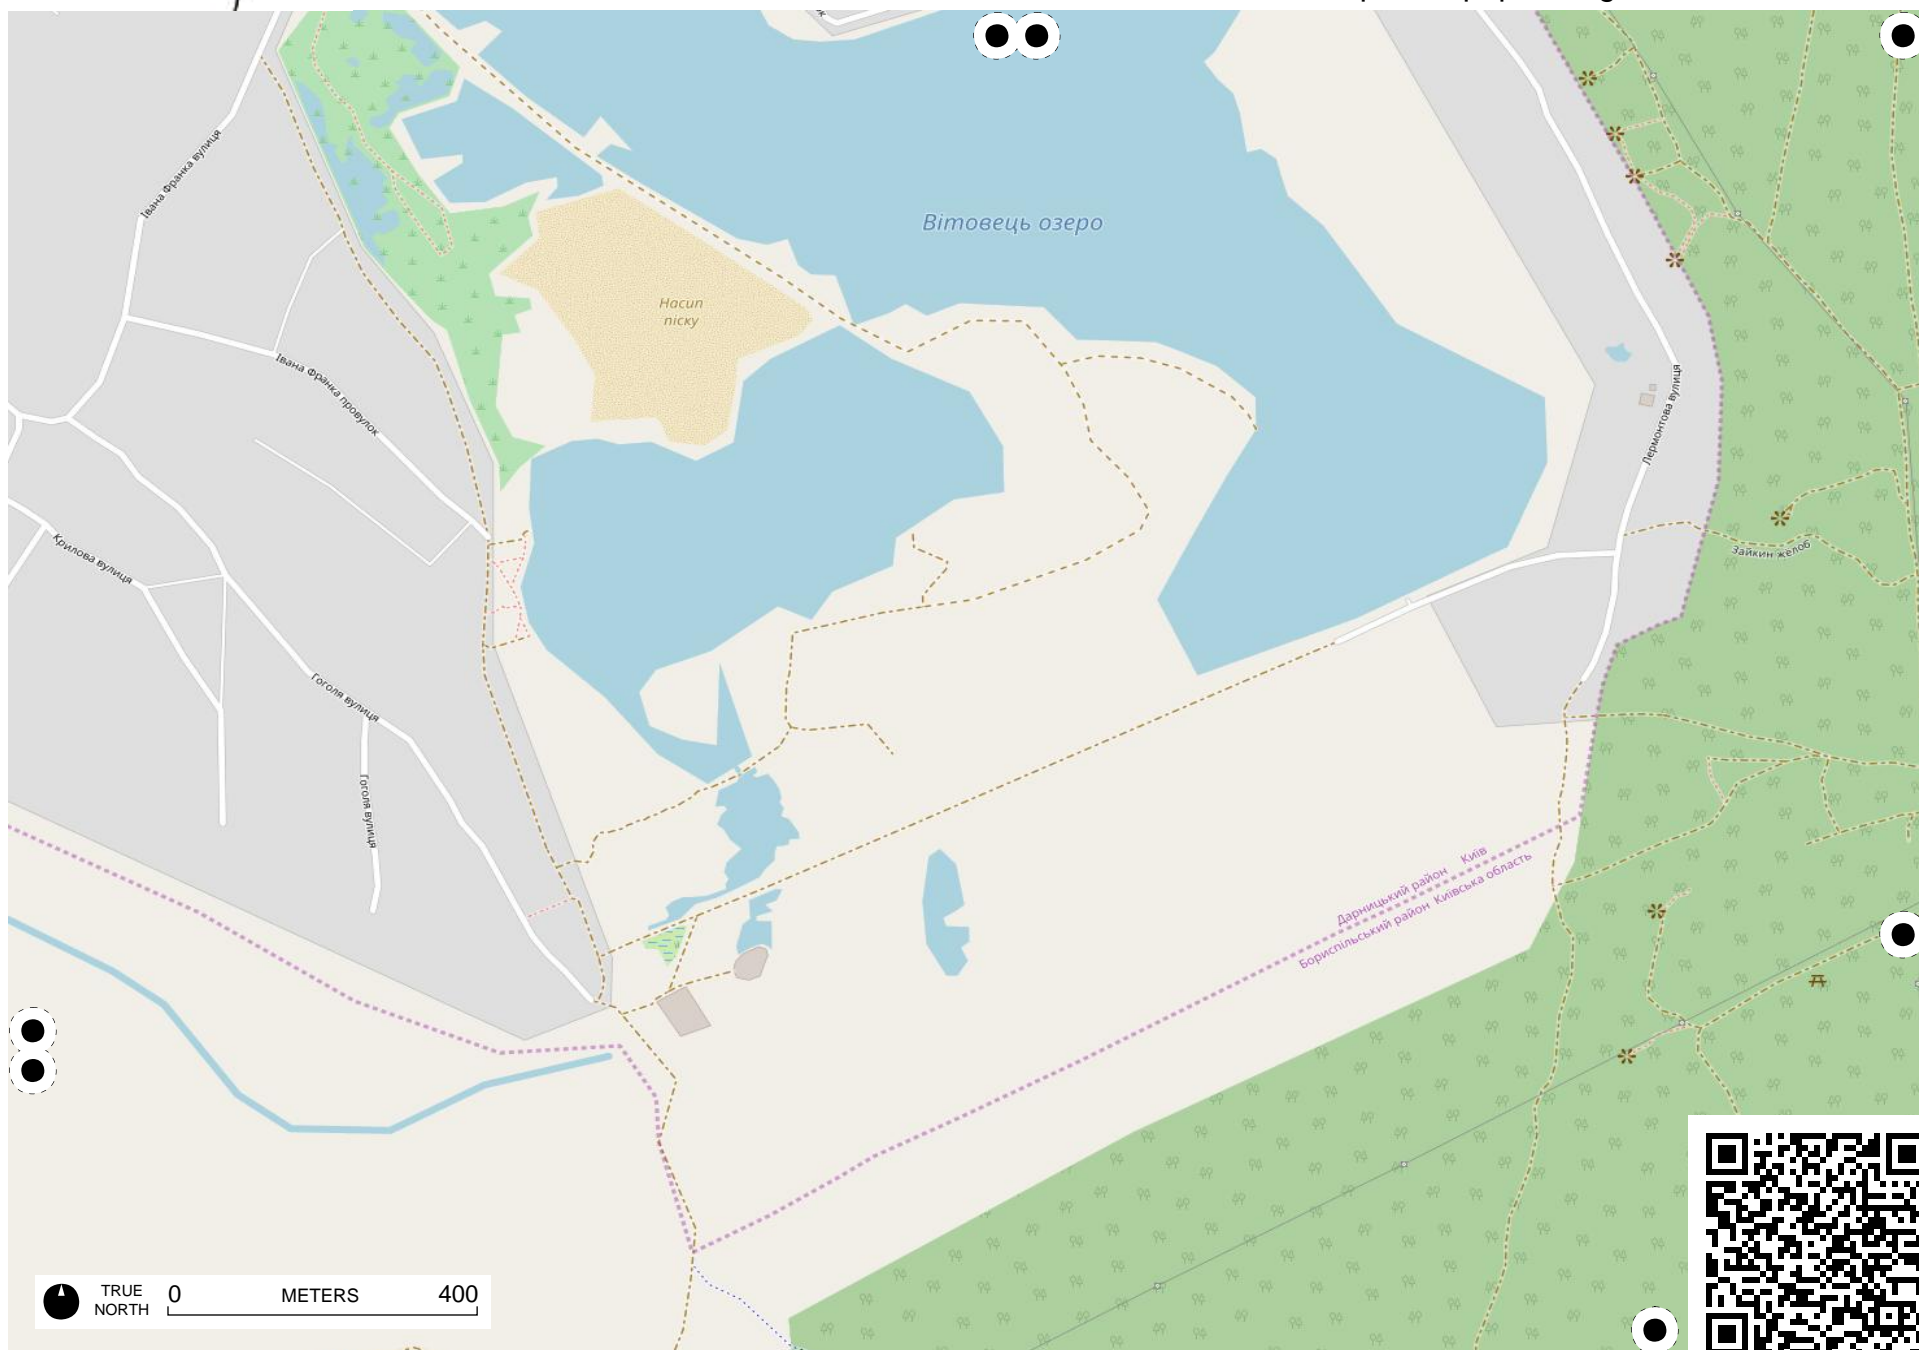 Івана Франка вулиця
Вітовець озеро
Насип
піску
Івана Франка провулок
Лермонтова вулиця
Крилова вулиця
Зайкин жёлоб
Гоголя вулиця
Гоголя вулиця
Дарницький район Київ
Бориспільський район Київська область
TRUE
NORTH
0 METERS 400